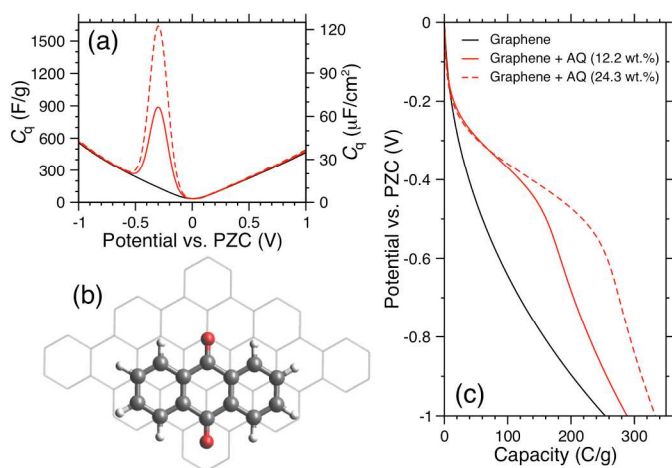 (a)
1500
1200
900
600
300
0
C_q (F/g)
120
90
60
30
0
C_q (μF/cm²)
-1 -0.5 0 0.5 1
Potential vs. PZC (V)
(b)
Graphene
Graphene + AQ (12.2 wt.%)
Graphene + AQ (24.3 wt.%)
0
-0.2
-0.4
-0.6
-0.8
-1
Potential vs. PZC (V)
(c)
0 100 200 300
Capacity (C/g)